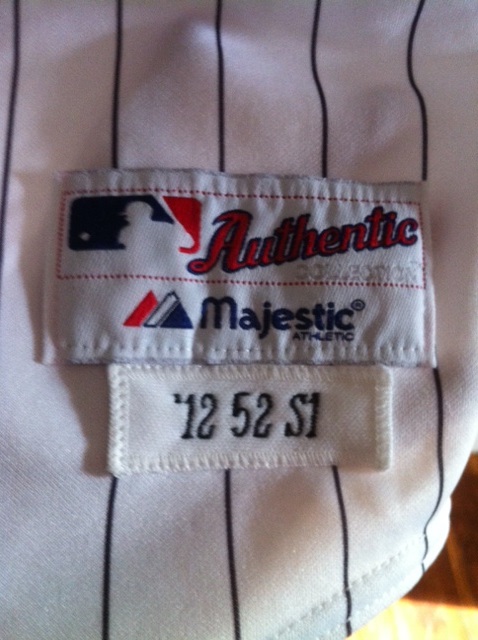 Authentic
COLLECTION
Majestic®
ATHLETIC
'12 52 S1